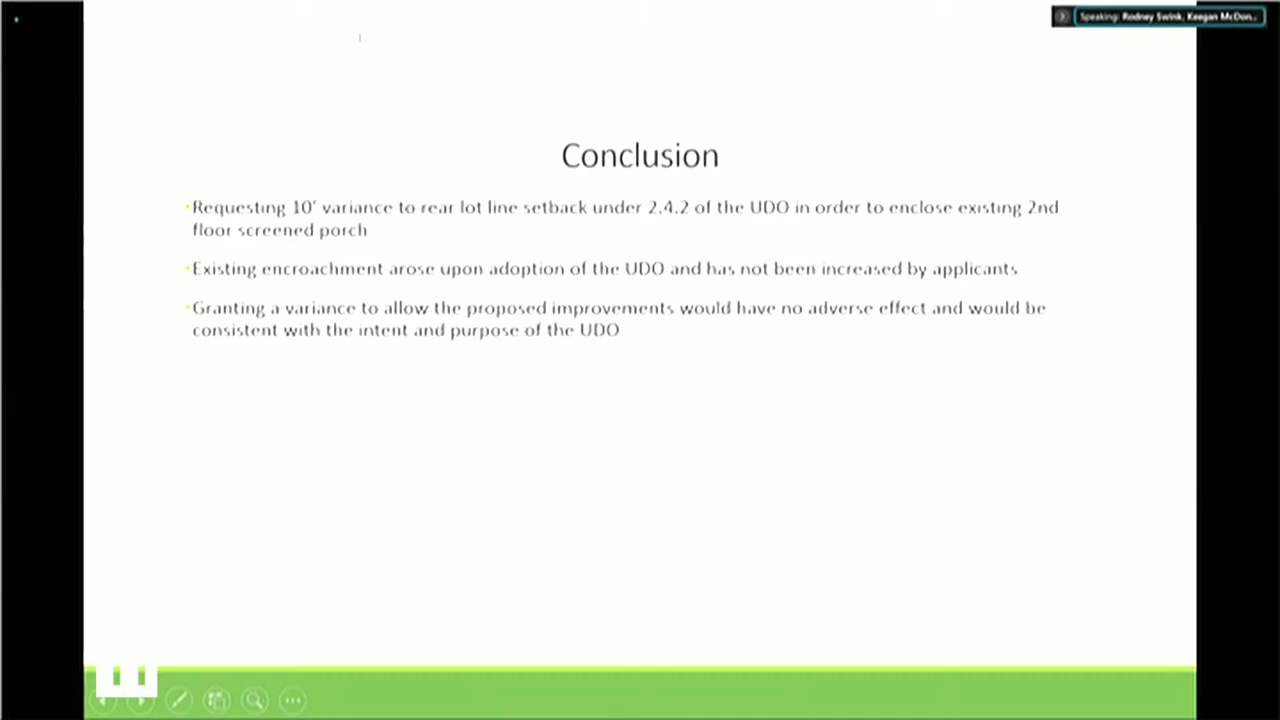 Speaking: Rodney Swink, Keegan McDon...
Conclusion
Requesting 10' variance to rear lot line setback under 2.4.2 of the UDO in order to enclose existing 2nd
floor screened porch
Existing encroachment arose upon adoption of the UDO and has not been increased by applicants
Granting a variance to allow the proposed improvements would have no adverse effect and would be
consistent with the intent and purpose of the UDO